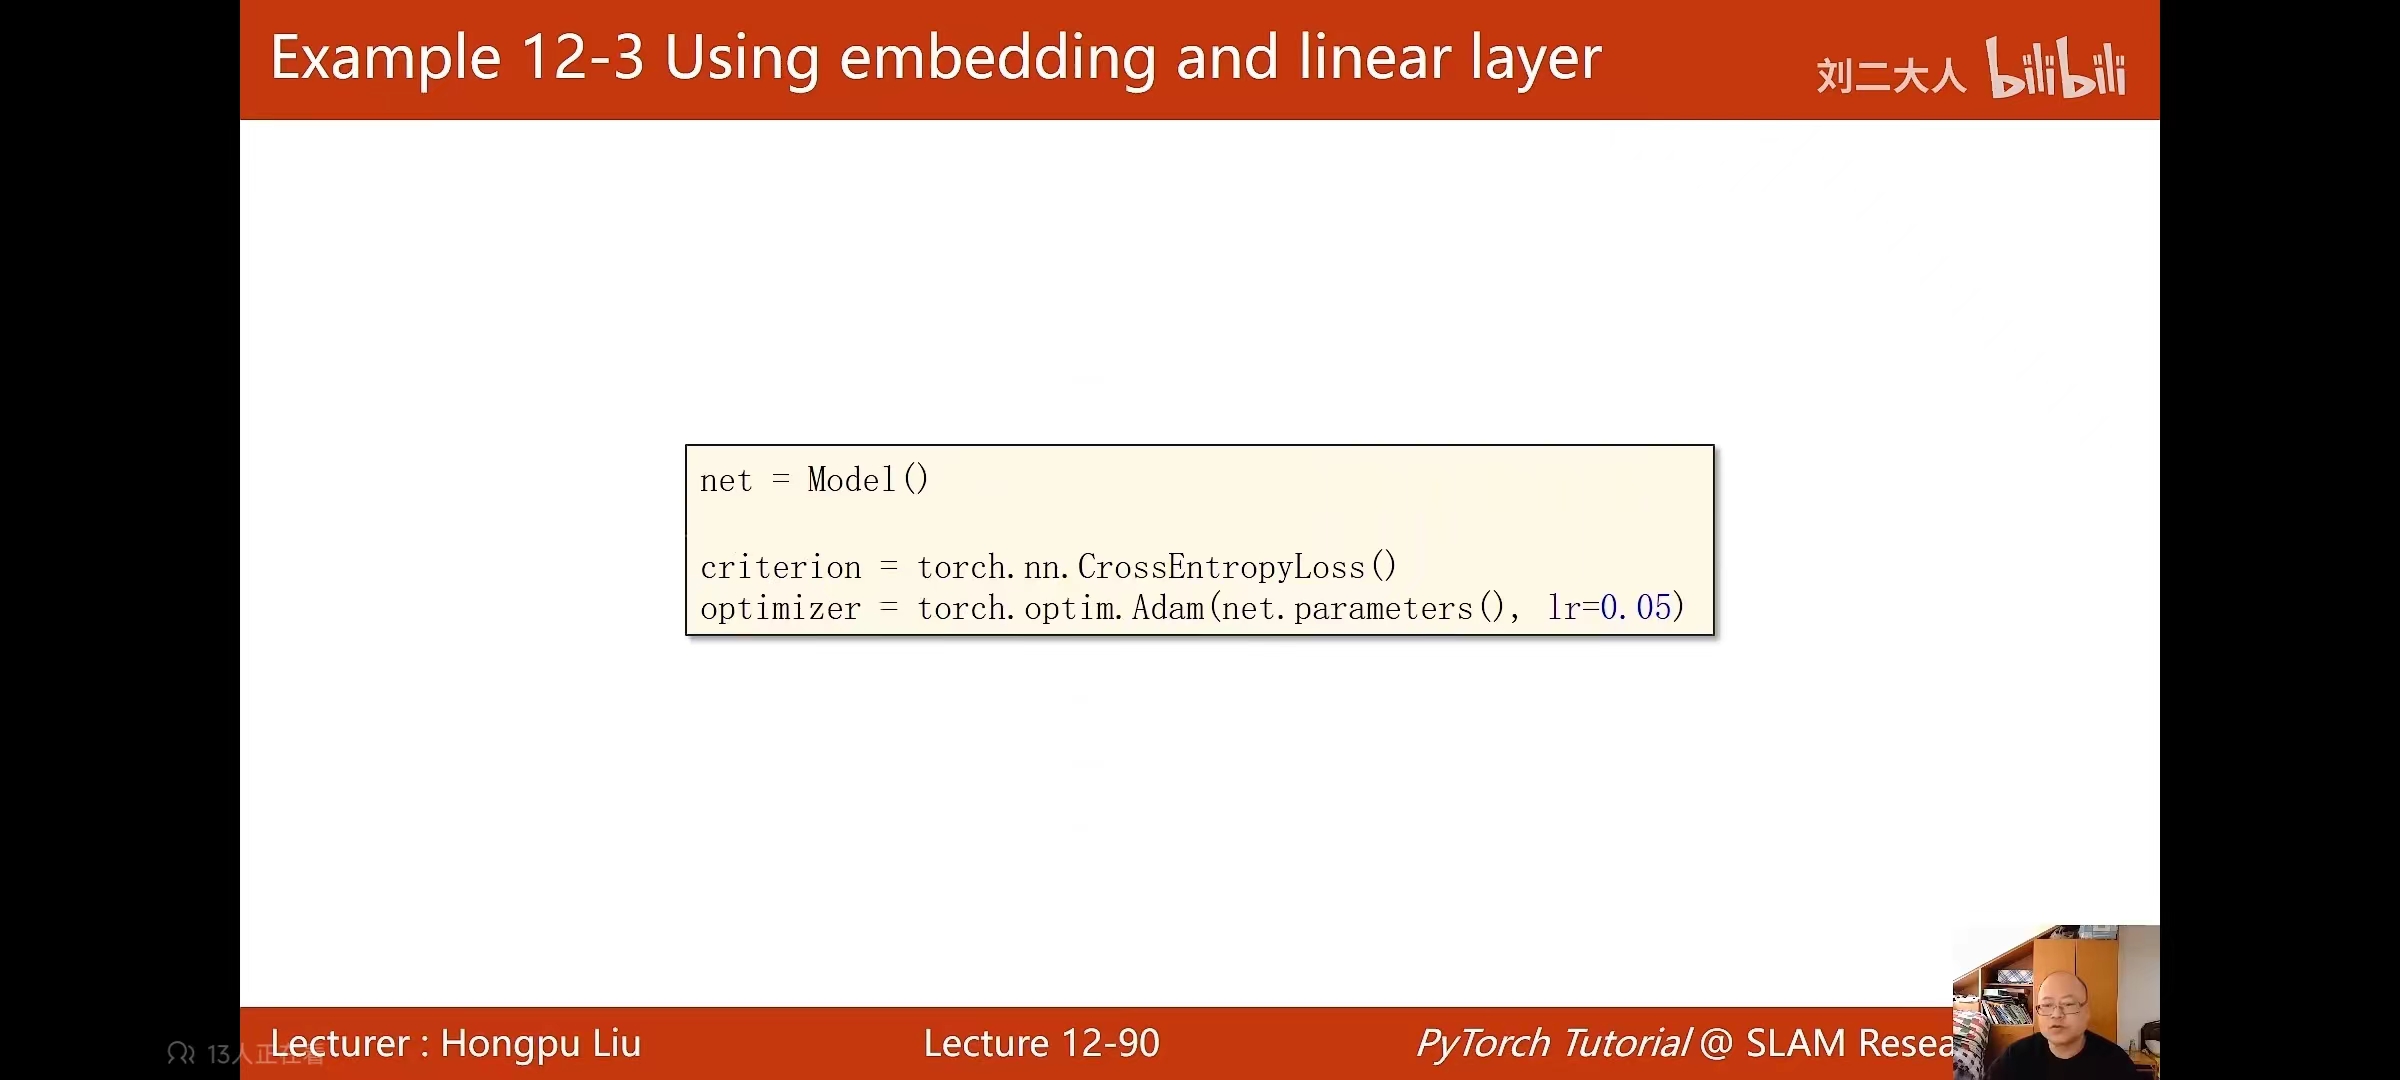 Example 12-3 Using embedding and linear layer
刘二大人 bilibili
net = Model()
criterion = torch.nn.CrossEntropyLoss()
optimizer = torch.optim.Adam(net.parameters(), lr=0.05)
Lecturer : Hongpu Liu
Lecture 12-90
PyTorch Tutorial @ SLAM Resea
13人正在看